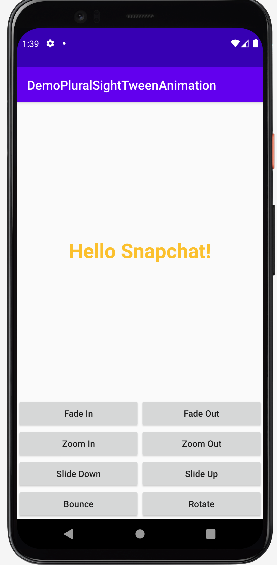 1:39
DemoPluralSightTweenAnimation
Hello Snapchat!
Fade In
Fade Out
Zoom In
Zoom Out
Slide Down
Slide Up
Bounce
Rotate